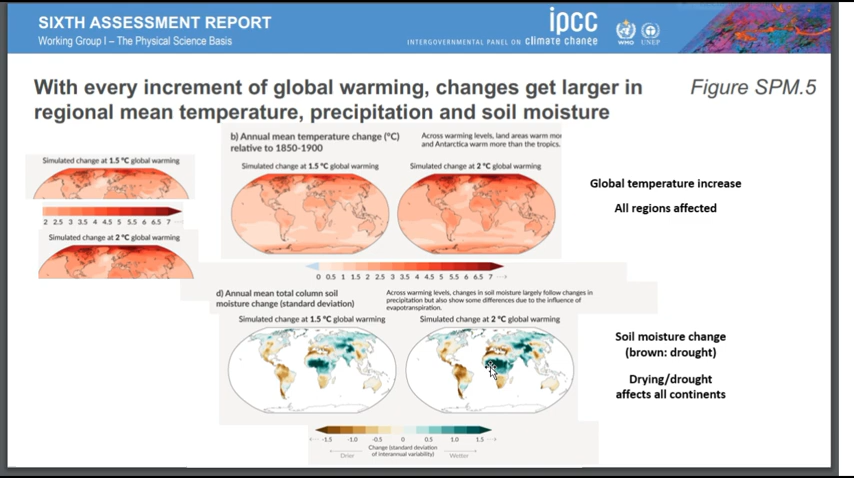 SIXTH ASSESSMENT REPORT
Working Group I – The Physical Science Basis
ipcc
INTERGOVERNMENTAL PANEL ON climate change
WMO
UNEP
With every increment of global warming, changes get larger in
regional mean temperature, precipitation and soil moisture
Figure SPM.5
Simulated change at 1.5 °C global warming
2 2.5 3 3.5 4 4.5 5 5.5 6 6.5 7
Simulated change at 2 °C global warming
b) Annual mean temperature change (°C)
relative to 1850-1900
Across warming levels, land areas warm mor
and Antarctica warm more than the tropics.
Simulated change at 1.5 °C global warming
Simulated change at 2 °C global warming
0 0.5 1 1.5 2 2.5 3 3.5 4 4.5 5 5.5 6 6.5 7
Global temperature increase
All regions affected
d) Annual mean total column soil
moisture change (standard deviation)
Across warming levels, changes in soil moisture largely follow changes in
precipitation but also show some differences due to the influence of
evapotranspiration.
Simulated change at 1.5 °C global warming
Simulated change at 2 °C global warming
-1.5 -1.0 -0.5 0 0.5 1.0 1.5
Change (standard deviation
of interannual variability)
Drier
Wetter
Soil moisture change
(brown: drought)
Drying/drought
affects all continents